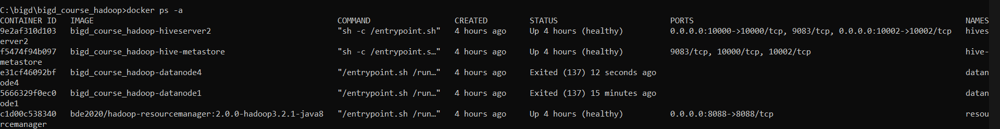 C:\bigd\bigd_course_hadoop>docker ps -a
CONTAINER ID   IMAGE                                                    COMMAND                  CREATED       STATUS                        PORTS                                                          NAMES
9e2af310d103   bigd_course_hadoop-hiveserver2                           "sh -c /entrypoint.sh"   4 hours ago   Up 4 hours (healthy)          0.0.0.0:10000->10000/tcp, 9083/tcp, 0.0.0.0:10002->10002/tcp   hives
erver2
f5474f94b097   bigd_course_hadoop-hive-metastore                        "sh -c /entrypoint.s…"   4 hours ago   Up 4 hours (healthy)          9083/tcp, 10000/tcp, 10002/tcp                                 hive-
metastore
e31cf46092bf   bigd_course_hadoop-datanode4                             "/entrypoint.sh /run…"   4 hours ago   Exited (137) 12 seconds ago                                                                  datan
ode4
5666329f0ec0   bigd_course_hadoop-datanode1                             "/entrypoint.sh /run…"   4 hours ago   Exited (137) 15 minutes ago                                                                  datan
ode1
c1d00c538340   bde2020/hadoop-resourcemanager:2.0.0-hadoop3.2.1-java8   "/entrypoint.sh /run…"   4 hours ago   Up 4 hours (healthy)          0.0.0.0:8088->8088/tcp                                         resou
rcemanager